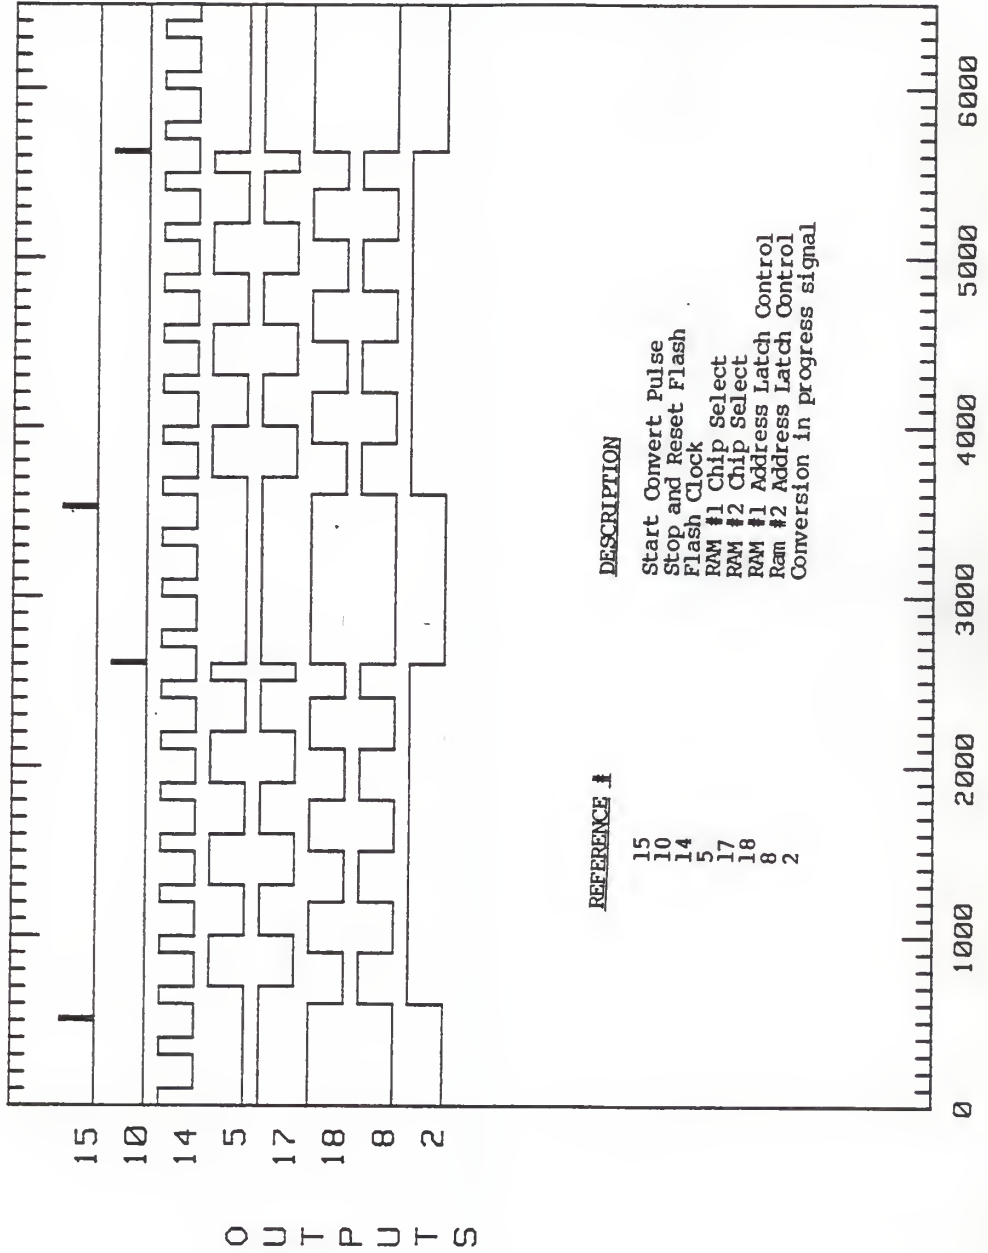 OUTPUTS
15
10
14
5
17
18
8
2
REFERENCE #
DESCRIPTION
15 Start Convert Pulse
10 Stop and Reset Flash
14 Flash Clock
5 RAM #1 Chip Select
17 RAM #2 Chip Select
18 RAM #1 Address Latch Control
8 Ram #2 Address Latch Control
2 Conversion in progress signal
0 1000 2000 3000 4000 5000 6000